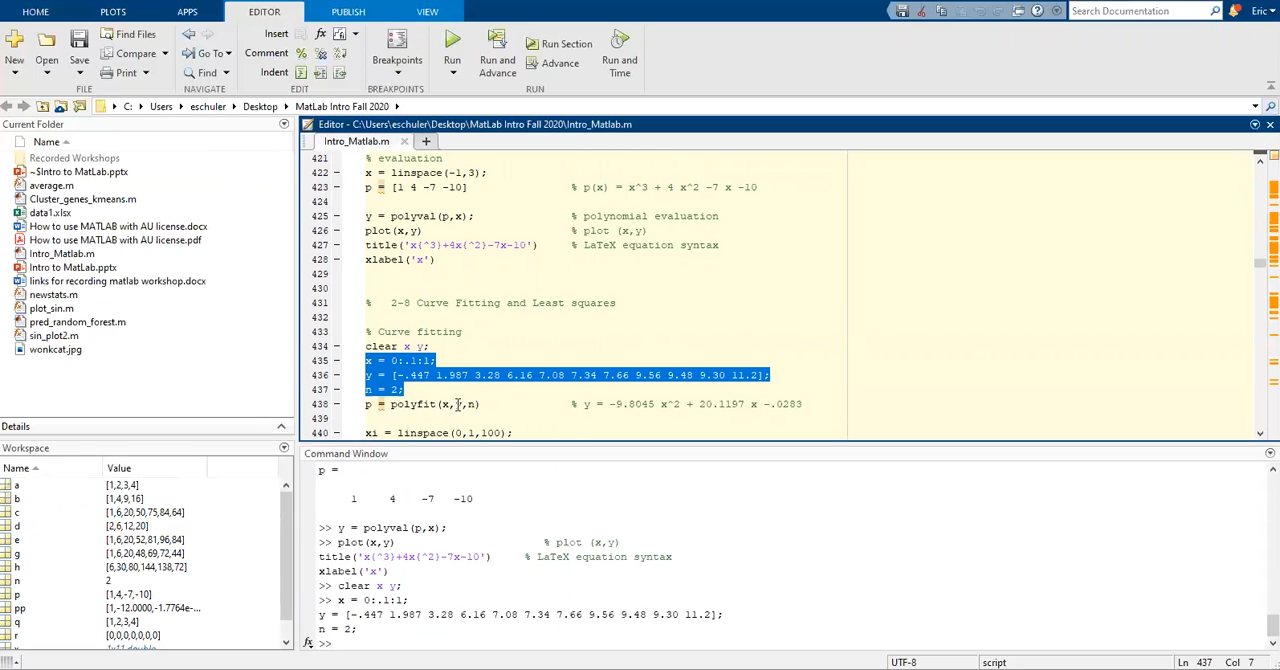 HOME PLOTS APPS EDITOR PUBLISH VIEW Search Documentation Eric
New Open Save Find Files Compare Print
Insert fx Comment Indent
Go To Find
Breakpoints Run Run and Advance Run Section Advance Run and Time
FILE NAVIGATE EDIT BREAKPOINTS RUN
C: Users eschuler Desktop MatLab Intro Fall 2020
Current Folder
Name
Recorded Workshops
~$Intro to MatLab.pptx
average.m
Cluster_genes_kmeans.m
data1.xlsx
How to use MATLAB with AU license.docx
How to use MATLAB with AU license.pdf
Intro_Matlab.m
Intro to MatLab.pptx
links for recording matlab workshop.docx
newstats.m
plot_sin.m
pred_random_forest.m
sin_plot2.m
wonkcat.jpg
Details
Workspace
Name Value
a [1,2,3,4]
b [1,4,9,16]
c [1,6,20,50,75,84,64]
d [2,6,12,20]
e [1,6,20,52,81,96,84]
g [1,6,20,48,69,72,44]
h [6,30,80,144,138,72]
n 2
p [1,4,-7,-10]
pp [1,-12.0000,-1.7764e-...
q [1,2,3,4]
r [0,0,0,0,0,0,0]
Editor - C:\Users\eschuler\Desktop\MatLab Intro Fall 2020\Intro_Matlab.m
Intro_Matlab.m
421 % evaluation
422 x = linspace(-1,3);
423 p = [1 4 -7 -10] % p(x) = x^3 + 4 x^2 -7 x -10
424
425 y = polyval(p,x); % polynomial evaluation
426 plot(x,y) % plot (x,y)
427 title('x{^3}+4x{^2}-7x-10') % LaTeX equation syntax
428 xlabel('x')
429
430
431 % 2-8 Curve Fitting and Least squares
432
433 % Curve fitting
434 clear x y;
435 x = 0:.1:1;
436 y = [-.447 1.987 3.28 6.16 7.08 7.34 7.66 9.56 9.48 9.30 11.2];
437 n = 2;
438 p = polyfit(x,y,n) % y = -9.8045 x^2 + 20.1197 x -.0283
439
440 xi = linspace(0,1,100);
Command Window
p =
1 4 -7 -10
>> y = polyval(p,x);
>> plot(x,y) % plot (x,y)
title('x{^3}+4x{^2}-7x-10') % LaTeX equation syntax
xlabel('x')
>> clear x y;
>> x = 0:.1:1;
y = [-.447 1.987 3.28 6.16 7.08 7.34 7.66 9.56 9.48 9.30 11.2];
n = 2;
fx >>
UTF-8 script Ln 437 Col 7